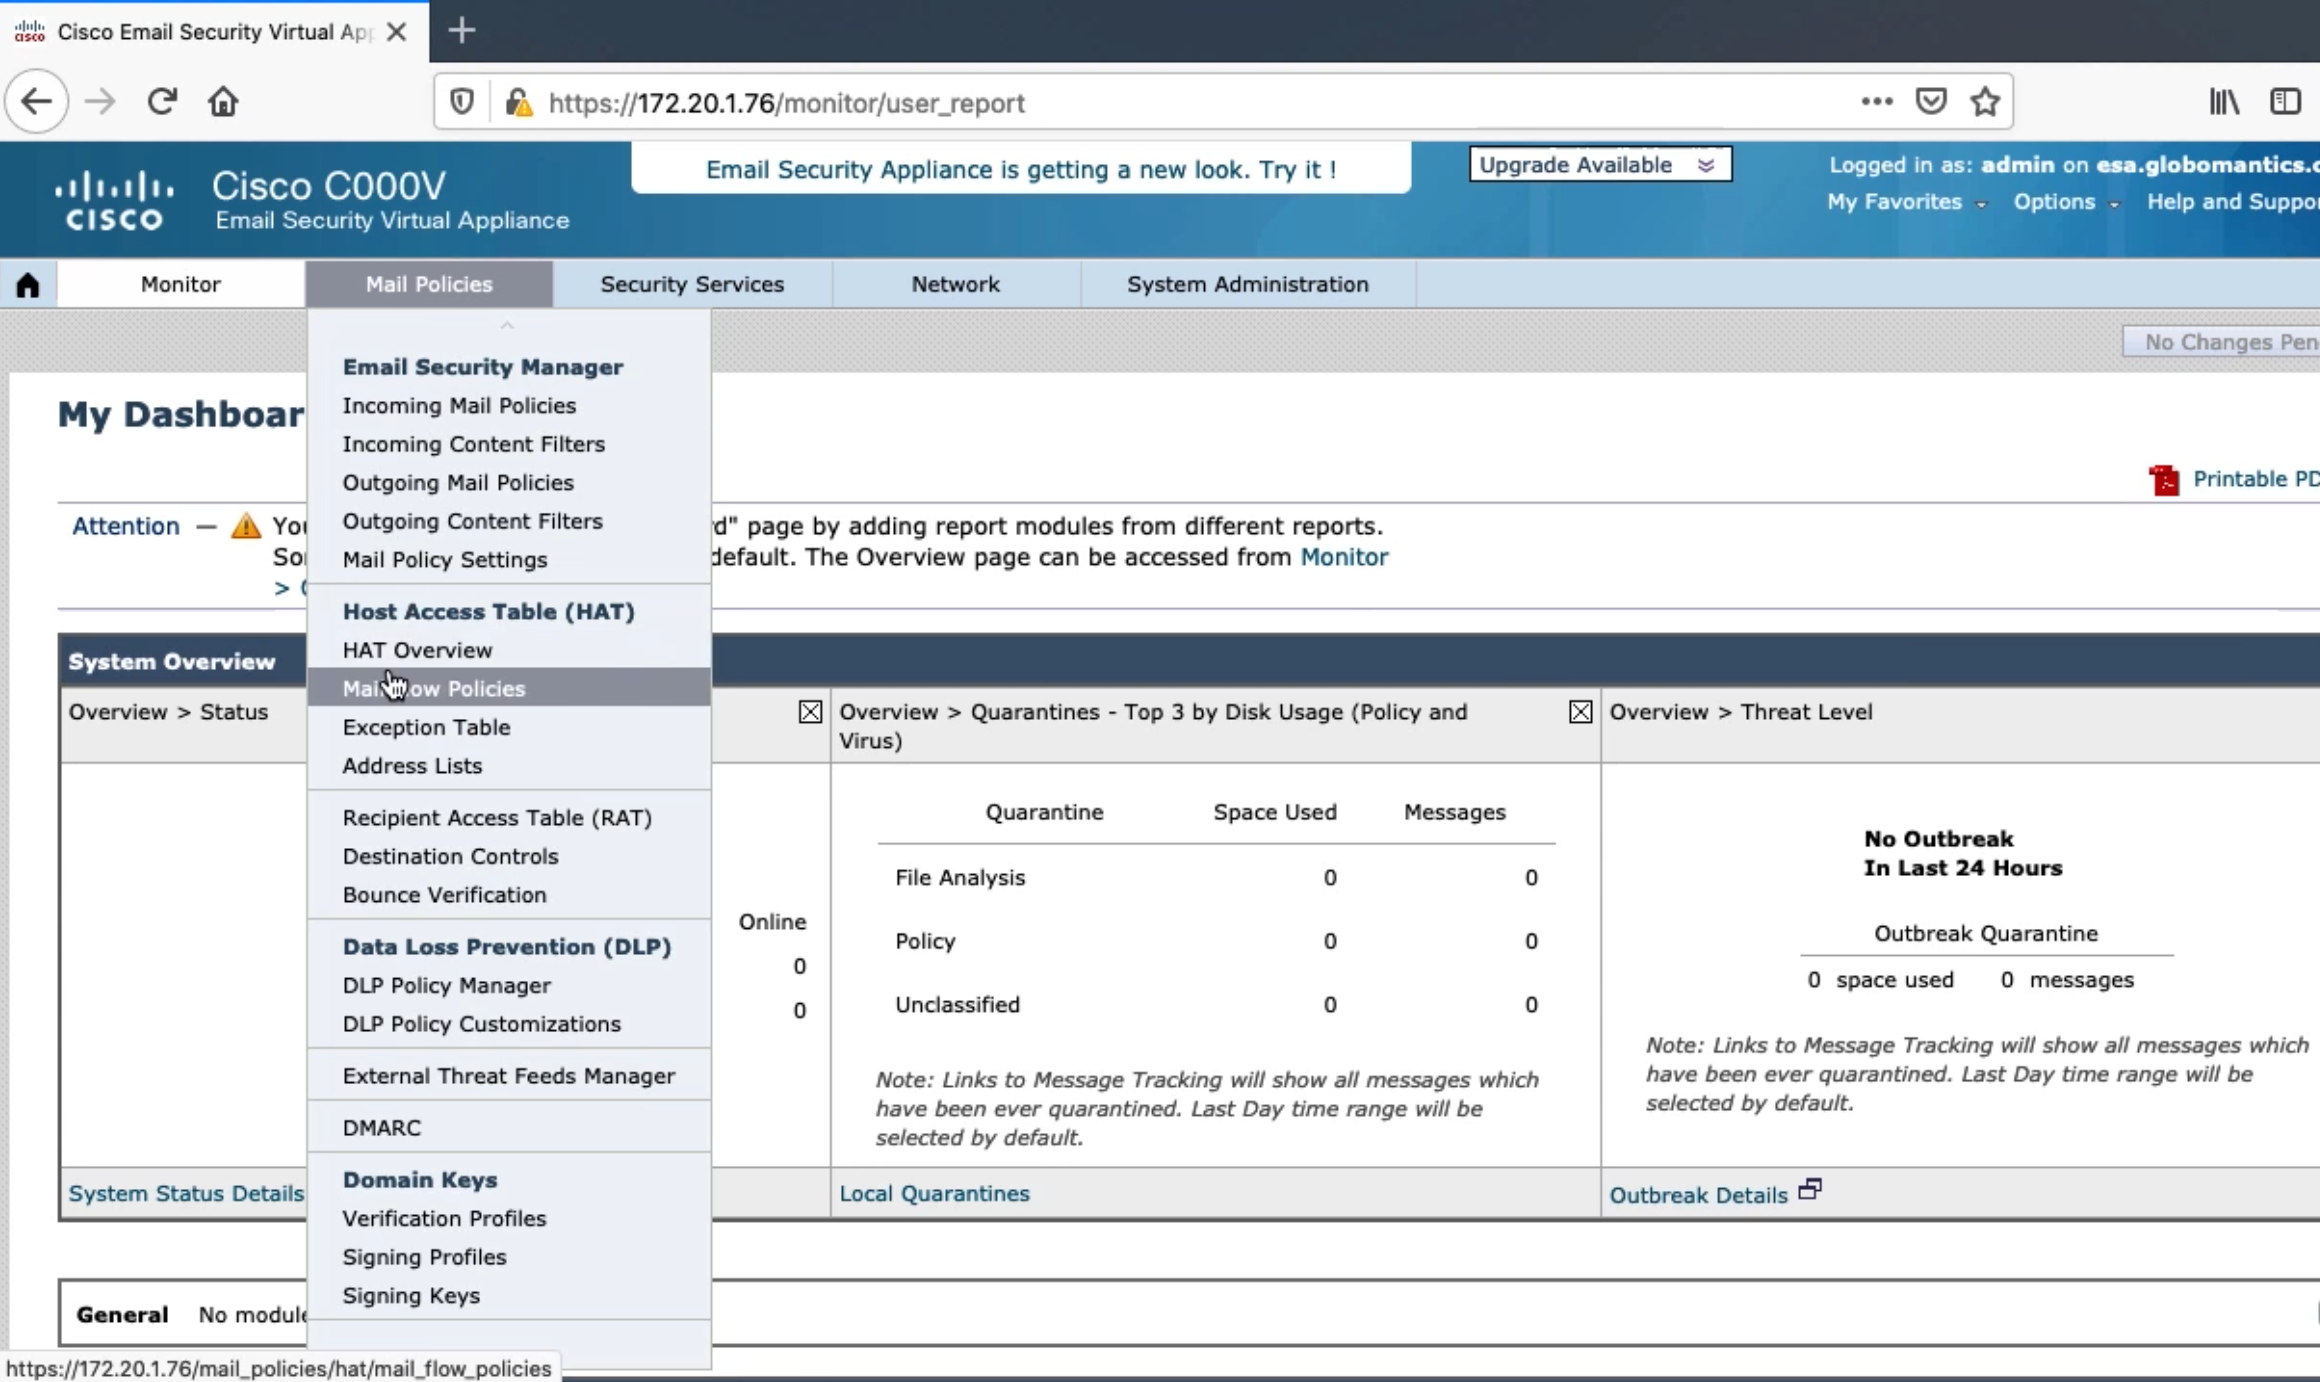 Cisco Email Security Virtual App
https://172.20.1.76/monitor/user_report
CISCO
Cisco C000V
Email Security Virtual Appliance
Email Security Appliance is getting a new look. Try it !
Upgrade Available
Logged in as: admin on esa.globomantics.c
My Favorites Options Help and Suppor
Monitor Mail Policies Security Services Network System Administration
No Changes Pen
My Dashboar
Printable PD
Attention — You
d" page by adding report modules from different reports.
Sor
default. The Overview page can be accessed from Monitor
>
Email Security Manager
Incoming Mail Policies
Incoming Content Filters
Outgoing Mail Policies
Outgoing Content Filters
Mail Policy Settings
Host Access Table (HAT)
HAT Overview
Mail Flow Policies
Exception Table
Address Lists
Recipient Access Table (RAT)
Destination Controls
Bounce Verification
Data Loss Prevention (DLP)
DLP Policy Manager
DLP Policy Customizations
External Threat Feeds Manager
DMARC
Domain Keys
Verification Profiles
Signing Profiles
Signing Keys
System Overview
Overview > Status
Online
0
0
System Status Details
Overview > Quarantines - Top 3 by Disk Usage (Policy and
Virus)
Quarantine Space Used Messages
File Analysis 0 0
Policy 0 0
Unclassified 0 0
Note: Links to Message Tracking will show all messages which
have been ever quarantined. Last Day time range will be
selected by default.
Local Quarantines
Overview > Threat Level
No Outbreak
In Last 24 Hours
Outbreak Quarantine
0 space used 0 messages
Note: Links to Message Tracking will show all messages which
have been ever quarantined. Last Day time range will be
selected by default.
Outbreak Details
General No module
https://172.20.1.76/mail_policies/hat/mail_flow_policies